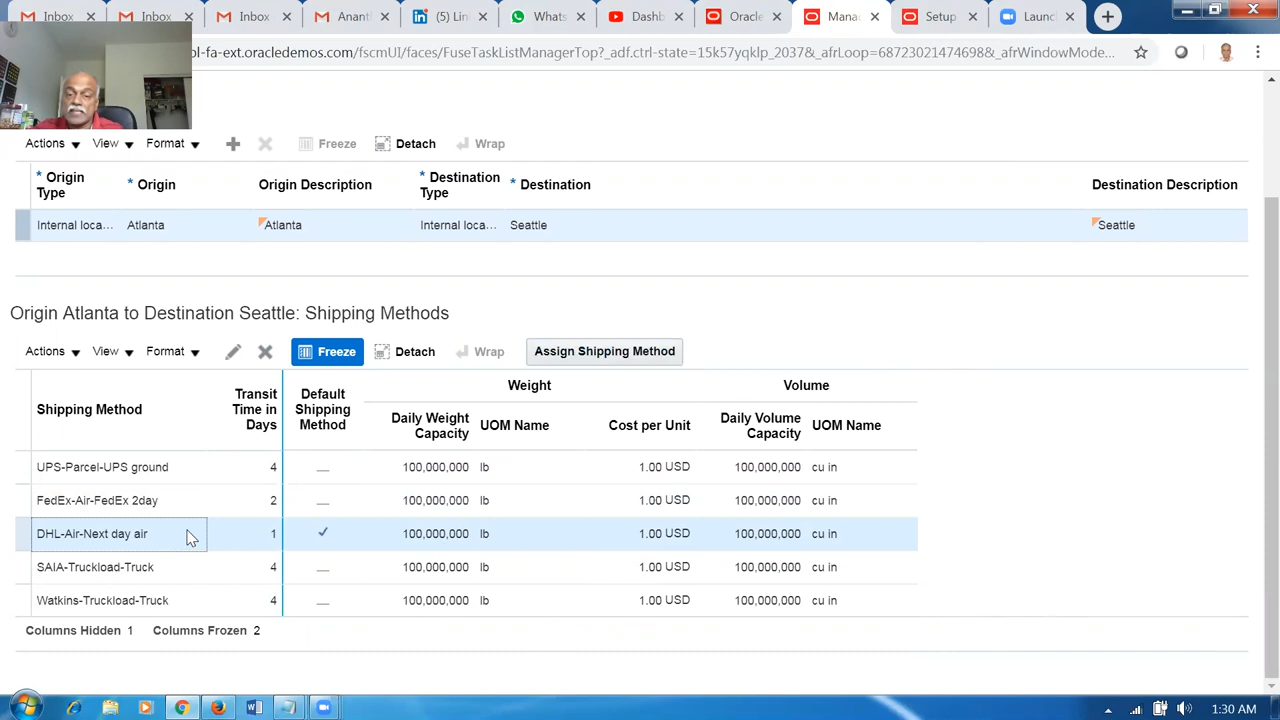 Inbox
Inbox
Inbox
Ananth
(5) Lin
What
Dashb
Oracl
Mana
Setup
Launc
pl-fa-ext.oracledemos.com/fscmUI/faces/FuseTaskListManagerTop?_adf.ctrl-state=15k57yqklp_2037&_afrLoop=68723021474698&_afrWindowMode...
Actions View Format Freeze Detach Wrap
* Origin Type
* Origin
Origin Description
* Destination Type
* Destination
Destination Description
Internal loca... Atlanta Atlanta Internal loca... Seattle Seattle
Origin Atlanta to Destination Seattle: Shipping Methods
Actions View Format Freeze Detach Wrap Assign Shipping Method
Shipping Method
Transit Time in Days
Default Shipping Method
Weight
Volume
Daily Weight Capacity
UOM Name
Cost per Unit
Daily Volume Capacity
UOM Name
UPS-Parcel-UPS ground 4 100,000,000 lb 1.00 USD 100,000,000 cu in
FedEx-Air-FedEx 2day 2 100,000,000 lb 1.00 USD 100,000,000 cu in
DHL-Air-Next day air 1 100,000,000 lb 1.00 USD 100,000,000 cu in
SAIA-Truckload-Truck 4 100,000,000 lb 1.00 USD 100,000,000 cu in
Watkins-Truckload-Truck 4 100,000,000 lb 1.00 USD 100,000,000 cu in
Columns Hidden 1 Columns Frozen 2
1:30 AM